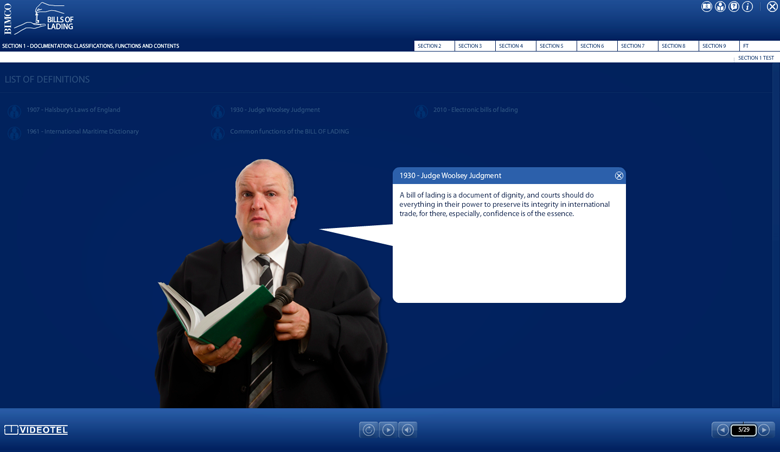 BIMCO
BILLS OF
LADING
SECTION 1 - DOCUMENTATION: CLASSIFICATIONS, FUNCTIONS AND CONTENTS
SECTION 2
SECTION 3
SECTION 4
SECTION 5
SECTION 6
SECTION 7
SECTION 8
SECTION 9
FT
SECTION 1 TEST
LIST OF DEFINITIONS
1907 - Halsbury's Laws of England
1930 - Judge Woolsey Judgment
2010 - Electronic bills of lading
1961 - International Maritime Dictionary
Common functions of the BILL OF LADING
1930 - Judge Woolsey Judgment
A bill of lading is a document of dignity, and courts should do
everything in their power to preserve its integrity in international
trade, for there, especially, confidence is of the essence.
VIDEOTEL
5/29